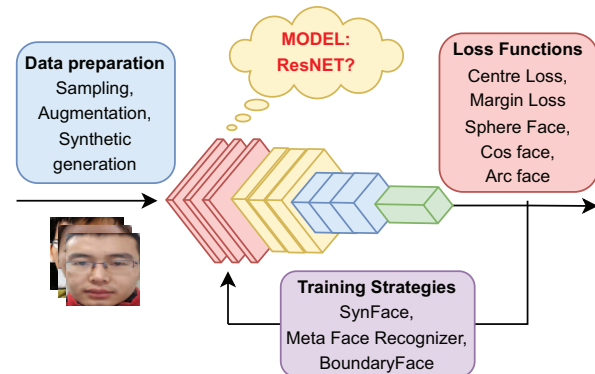 MODEL:
ResNET?
Data preparation
Sampling,
Augmentation,
Synthetic
generation
Loss Functions
Centre Loss,
Margin Loss
Sphere Face,
Cos face,
Arc face
Training Strategies
SynFace,
Meta Face Recognizer,
BoundaryFace